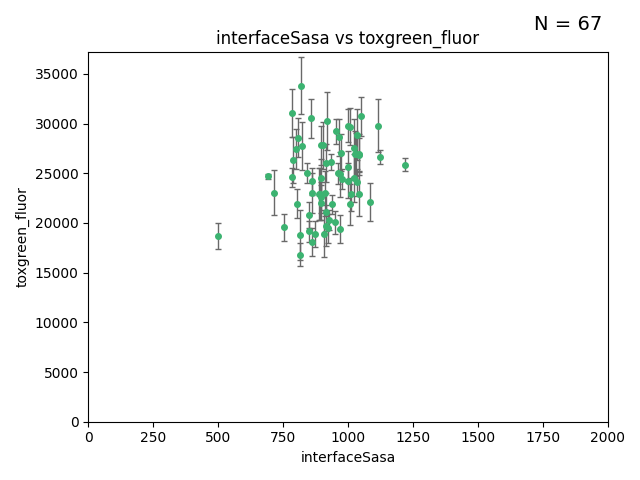 N = 67
interfaceSasa vs toxgreen_fluor
toxgreen_fluor
35000
30000
25000
20000
15000
10000
5000
0
0 250 500 750 1000 1250 1500 1750 2000
interfaceSasa